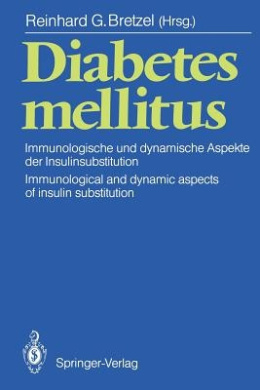 Reinhard G.Bretzel (Hrsg.)
Diabetes
mellitus
Immunologische und dynamische Aspekte
der Insulinsubstitution
Immunological and dynamic aspects
of insulin substitution
Springer-Verlag